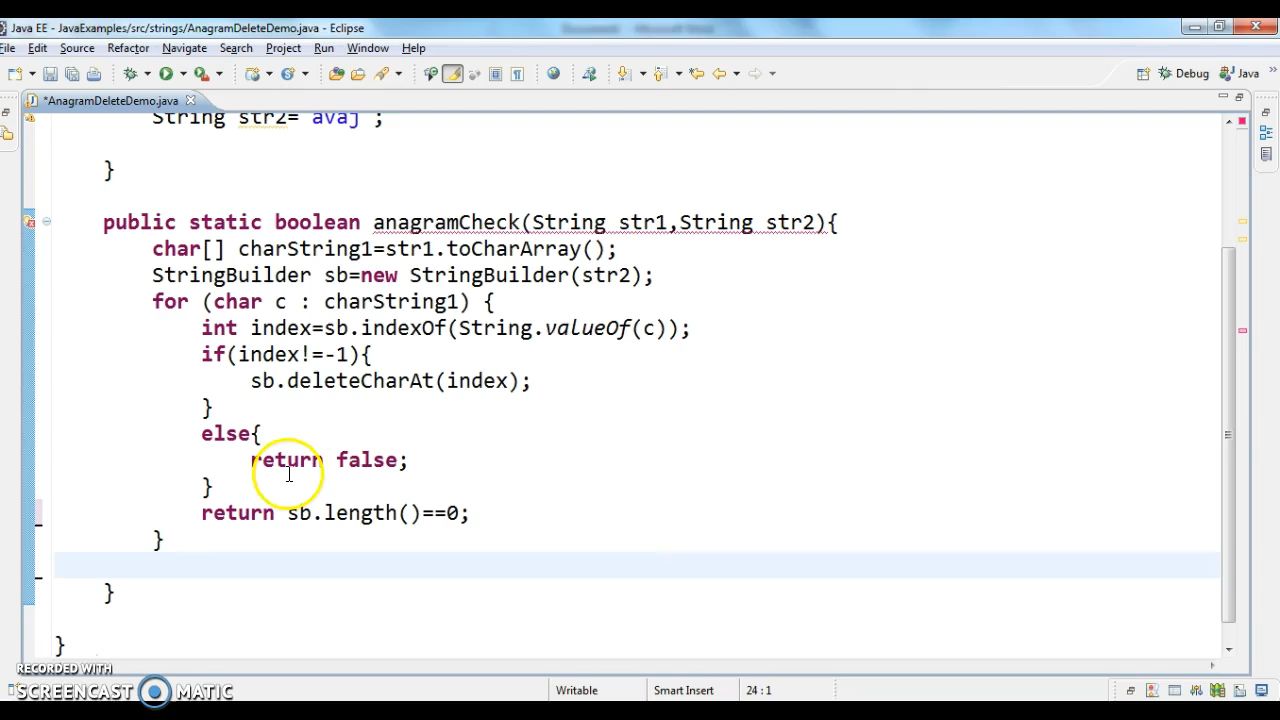 Java EE - JavaExamples/src/strings/AnagramDeleteDemo.java - Eclipse
File Edit Source Refactor Navigate Search Project Run Window Help
Debug Java
*AnagramDeleteDemo.java
String str2="avaj";
}
public static boolean anagramCheck(String str1,String str2){
char[] charString1=str1.toCharArray();
StringBuilder sb=new StringBuilder(str2);
for (char c : charString1) {
int index=sb.indexOf(String.valueOf(c));
if(index!=-1){
sb.deleteCharAt(index);
}
else{
return false;
}
return sb.length()==0;
}
}
}
RECORDED WITH
SCREENCAST MATIC
Writable Smart Insert 24 : 1